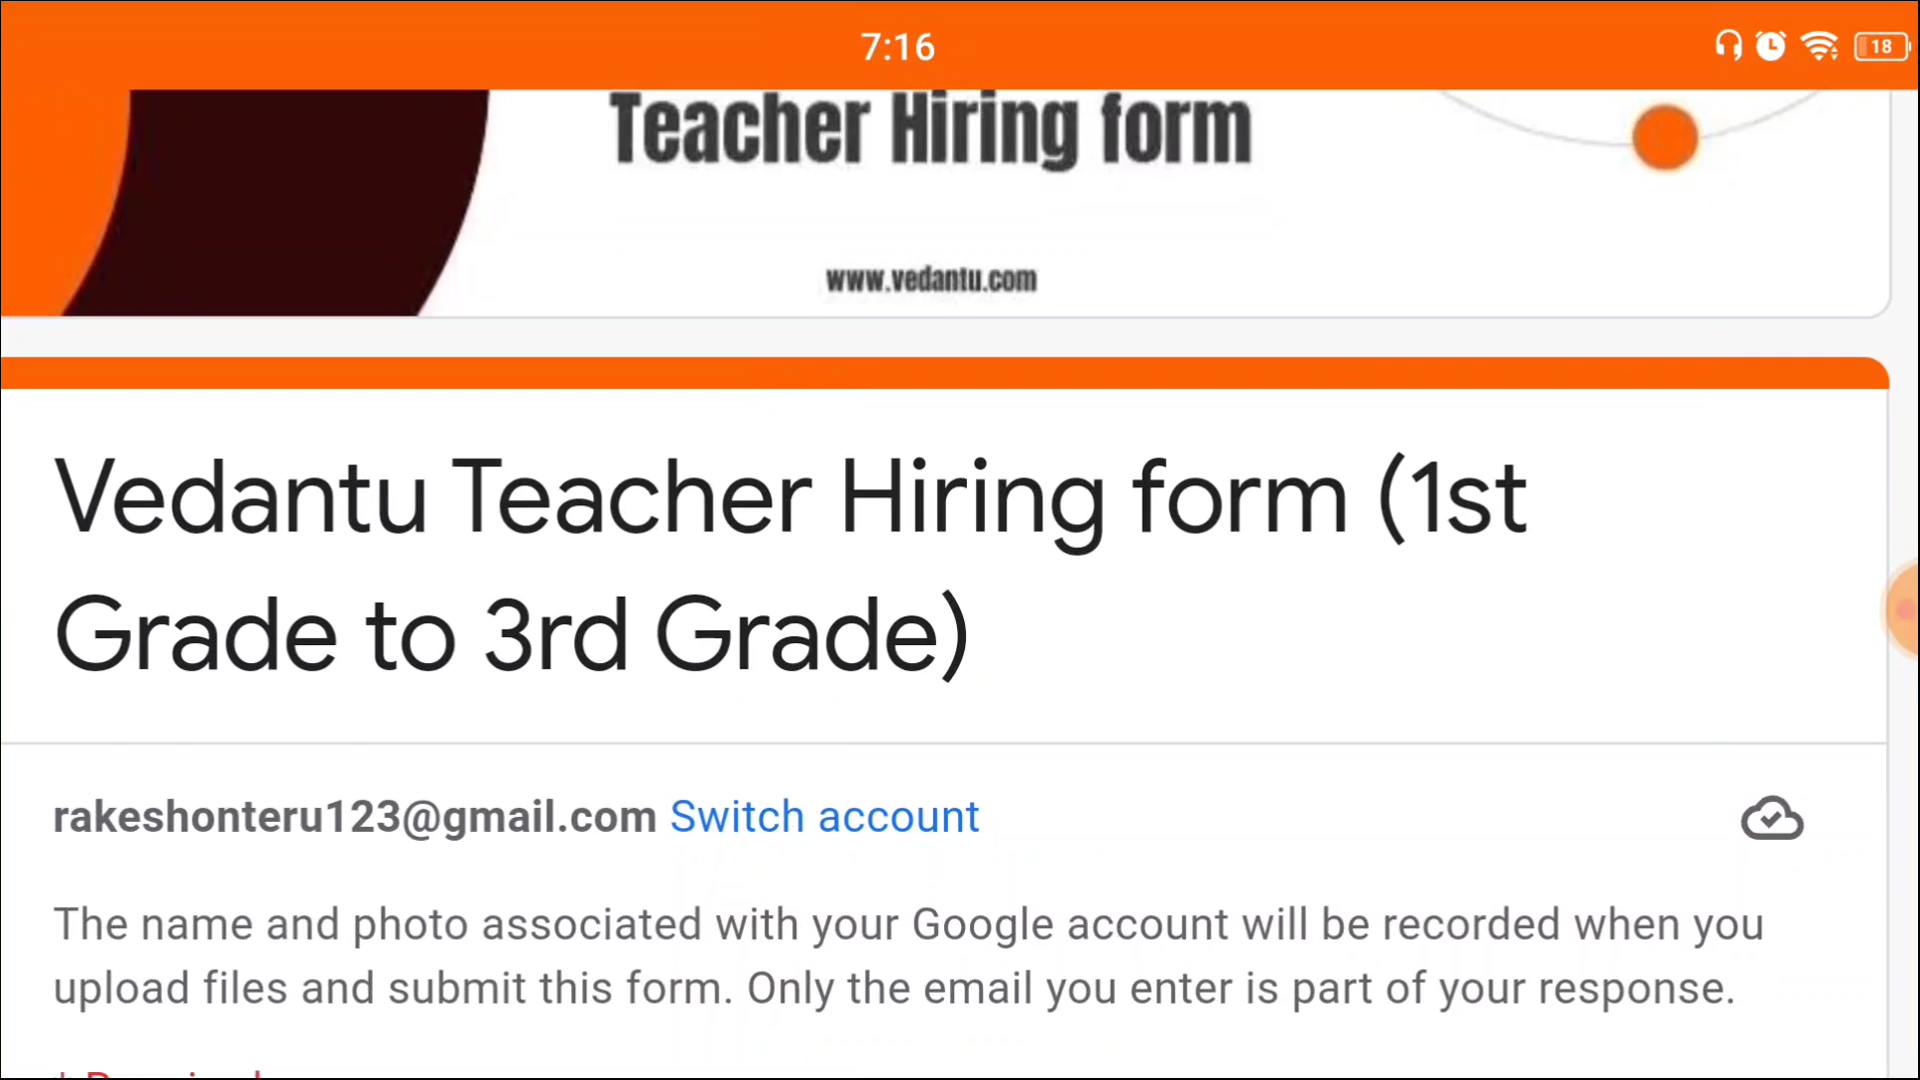 7:16
18
Teacher Hiring form
www.vedantu.com
Vedantu Teacher Hiring form (1st
Grade to 3rd Grade)
rakeshonteru123@gmail.com Switch account
The name and photo associated with your Google account will be recorded when you
upload files and submit this form. Only the email you enter is part of your response.